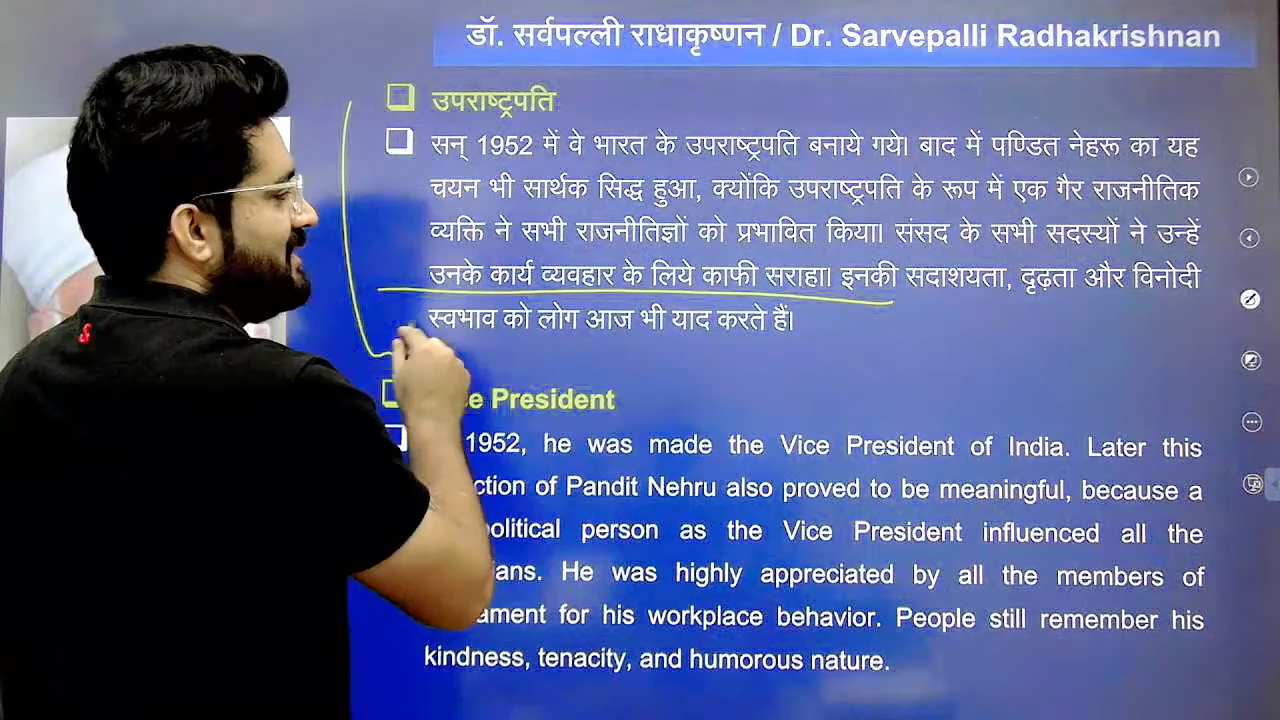 डॉ. सर्वपल्ली राधाकृष्णन / Dr. Sarvepalli Radhakrishnan
उपराष्ट्रपति
सन् 1952 में वे भारत के उपराष्ट्रपति बनाये गये। बाद में पण्डित नेहरू का यह
चयन भी सार्थक सिद्ध हुआ, क्योंकि उपराष्ट्रपति के रूप में एक गैर राजनीतिक
व्यक्ति ने सभी राजनीतिज्ञों को प्रभावित किया। संसद के सभी सदस्यों ने उन्हें
उनके कार्य व्यवहार के लिये काफी सराहा। इनकी सदाशयता, दृढ़ता और विनोदी
स्वभाव को लोग आज भी याद करते हैं।
President
1952, he was made the Vice President of India. Later this
of Pandit Nehru also proved to be meaningful, because a
person as the Vice President influenced all the
He was highly appreciated by all the members of
for his workplace behavior. People still remember his
kindness, tenacity, and humorous nature.